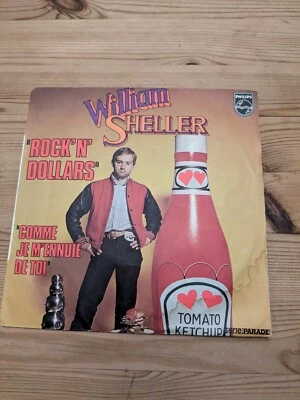 William
SHELLER
PHILIPS
"ROCK'N'
DOLLARS"
"COMME
JE M'ENNUIE
DE TOI"
TOMATO
KETCHUP
PARADE